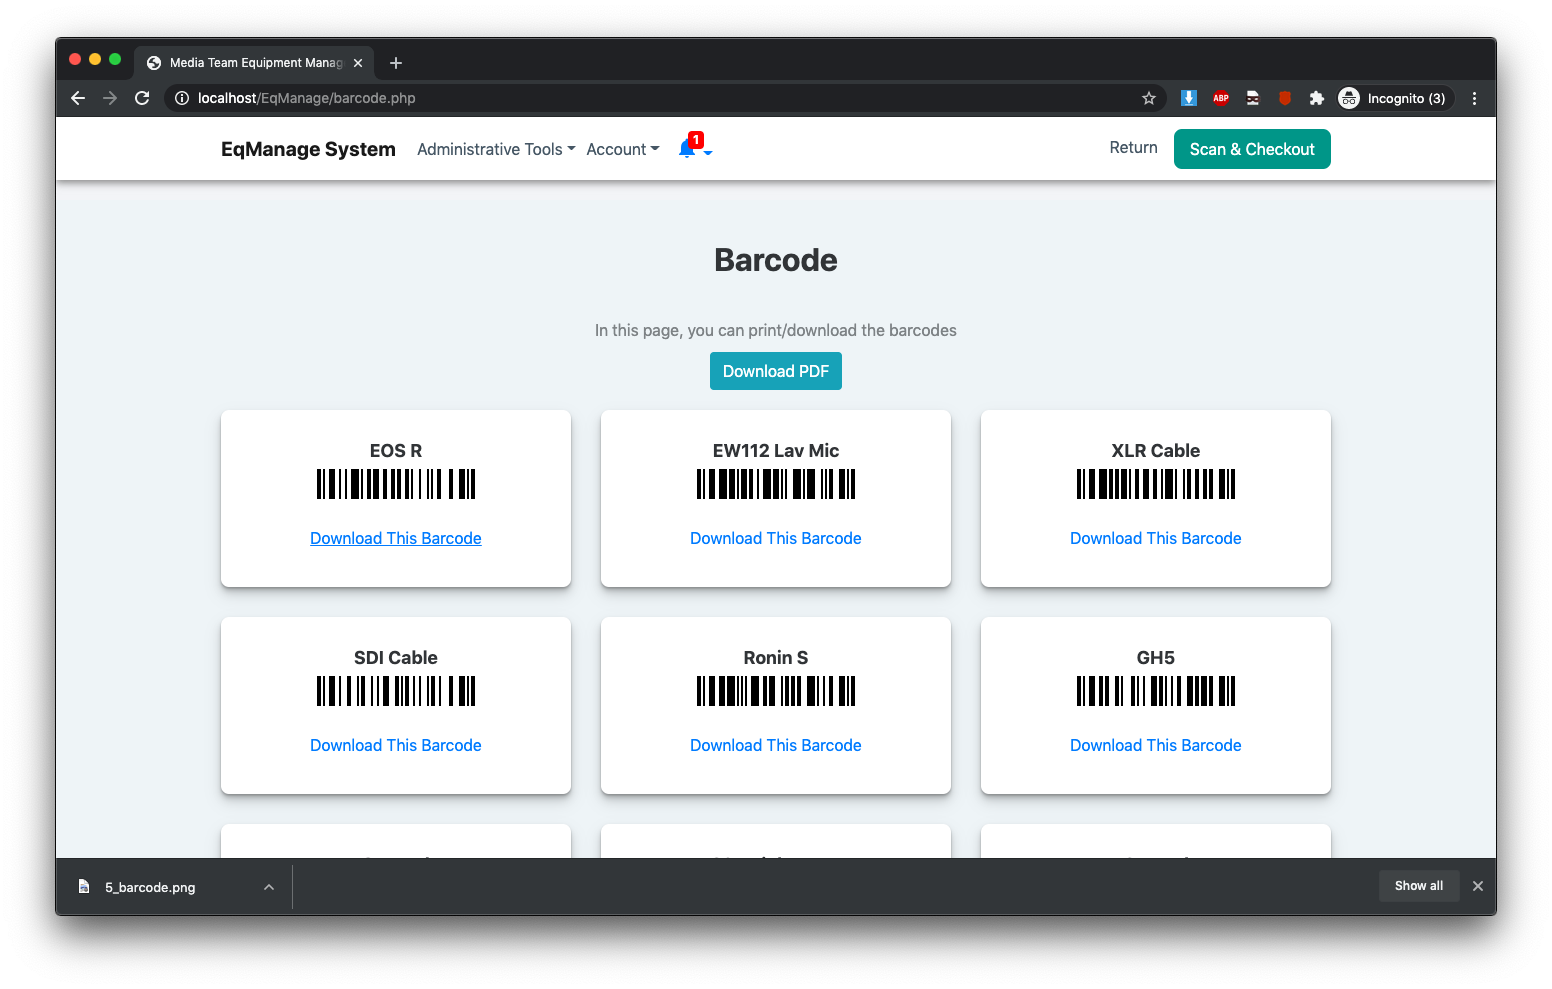 Media Team Equipment Manag
localhost/EqManage/barcode.php
ABP
Incognito (3)
EqManage System
Administrative Tools
Account
1
Return
Scan & Checkout
Barcode
In this page, you can print/download the barcodes
Download PDF
EOS R
EW112 Lav Mic
XLR Cable
Download This Barcode
Download This Barcode
Download This Barcode
SDI Cable
Ronin S
GH5
Download This Barcode
Download This Barcode
Download This Barcode
5_barcode.png
Show all